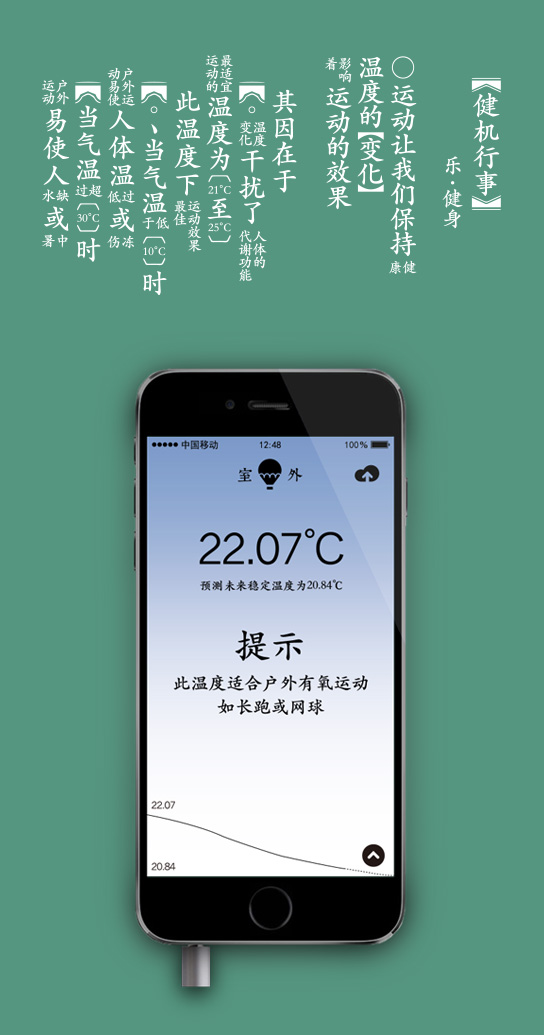 《健机行事》
乐·健身
〇运动让我们保持健康
温度的【变化】
影响着运动的效果
其因在于
【。温度变化干扰了人体的代谢功能
最适宜运动的温度为〔21°C至25°C〕
此温度下运动效果最佳
【。、当气温低于〔10°C〕时
户外运动易使人体温过低或冻伤
【当气温超过〔30°C〕时
户外运动易使人缺水或中暑
中国移动 12:48 100%
室外
22.07°C
预测未来稳定温度为20.84℃
提示
此温度适合户外有氧运动
如长跑或网球
22.07
20.84